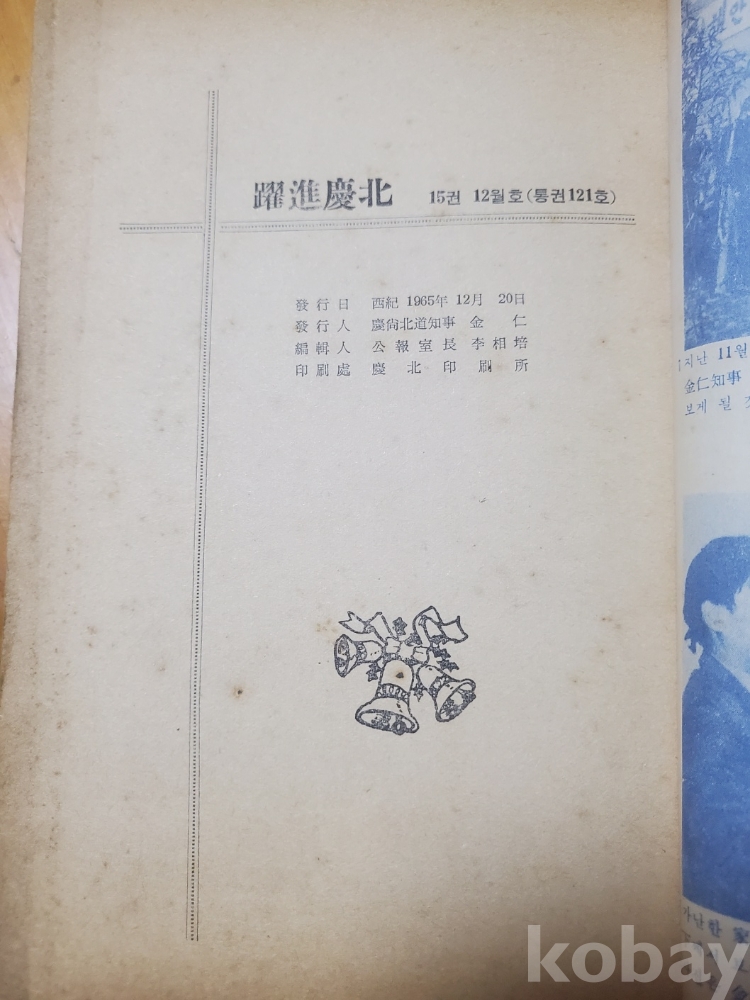 躍進慶北 15권 12월호(통권121호)
發行日 西紀 1965年 12月 20日
發行人 慶尙北道知事 金仁
編輯人 公報室長 李相培
印刷處 慶北印刷所
지난 11월
金仁知事
보게 될
가난한
kobay